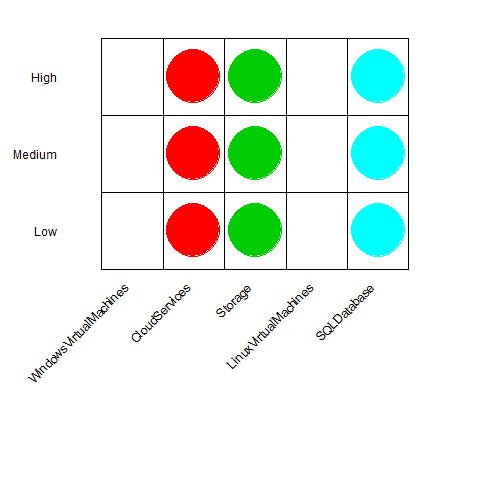 High
Medium
Low
WindowsVirtualMachines
CloudServices
Storage
LinuxVirtualMachines
SQLDatabase